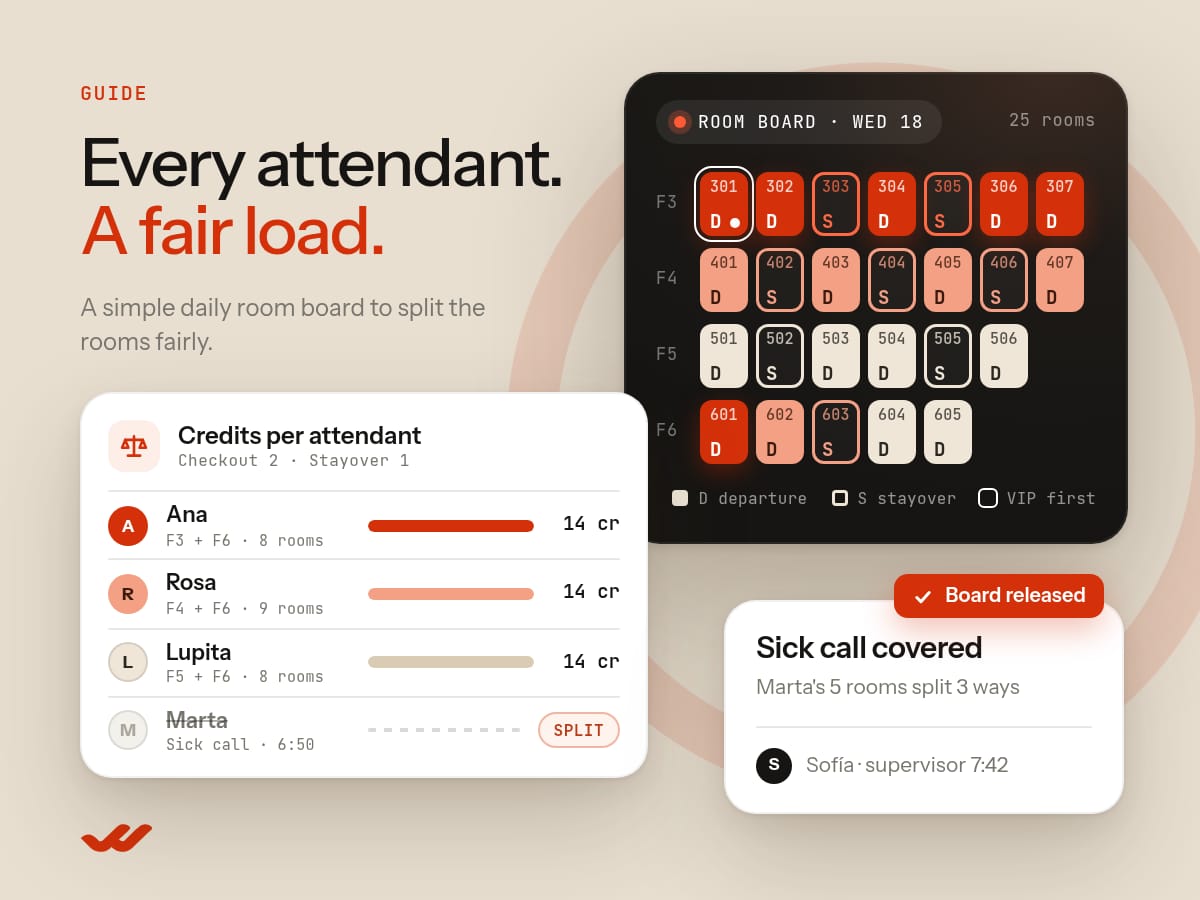 GUIDE
Every attendant.
A fair load.
A simple daily room board to split the
rooms fairly.
ROOM BOARD · WED 18
25 rooms
F3
301 302 303 304 305 306 307
D S D S D D
F4
401 402 403 404 405 406 407
D S D S D S D
F5
501 502 503 504 505 506
D S D D S D
F6
601 602 603 604 605
D D S D D
D departure
S stayover
VIP first
Credits per attendant
Checkout 2 · Stayover 1
A
Ana
F3 + F6 · 8 rooms
14 cr
R
Rosa
F4 + F6 · 9 rooms
14 cr
L
Lupita
F5 + F6 · 8 rooms
14 cr
M
Marta
Sick call · 6:50
SPLIT
Board released
Sick call covered
Marta's 5 rooms split 3 ways
S
Sofía · supervisor 7:42